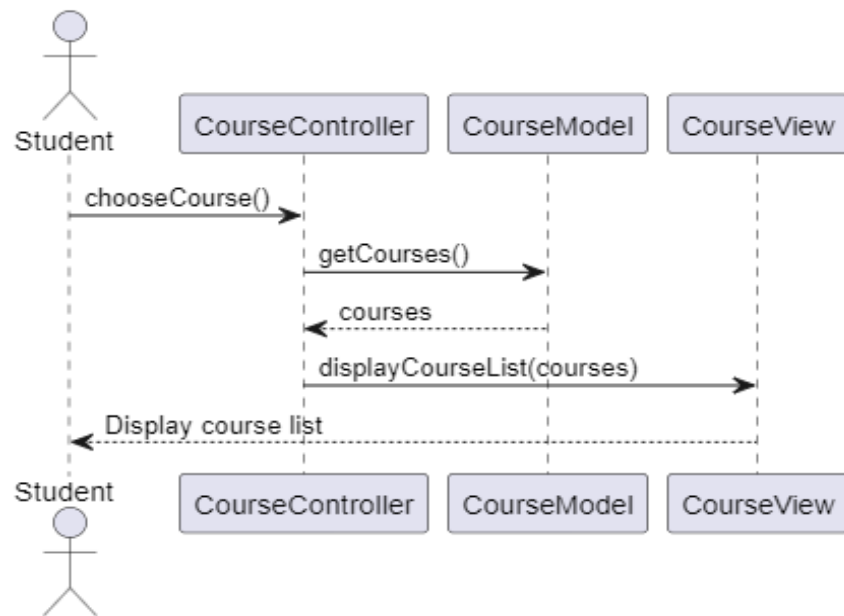 Student
CourseController
CourseModel
CourseView
chooseCourse()
getCourses()
courses
displayCourseList(courses)
Display course list
Student
CourseController
CourseModel
CourseView